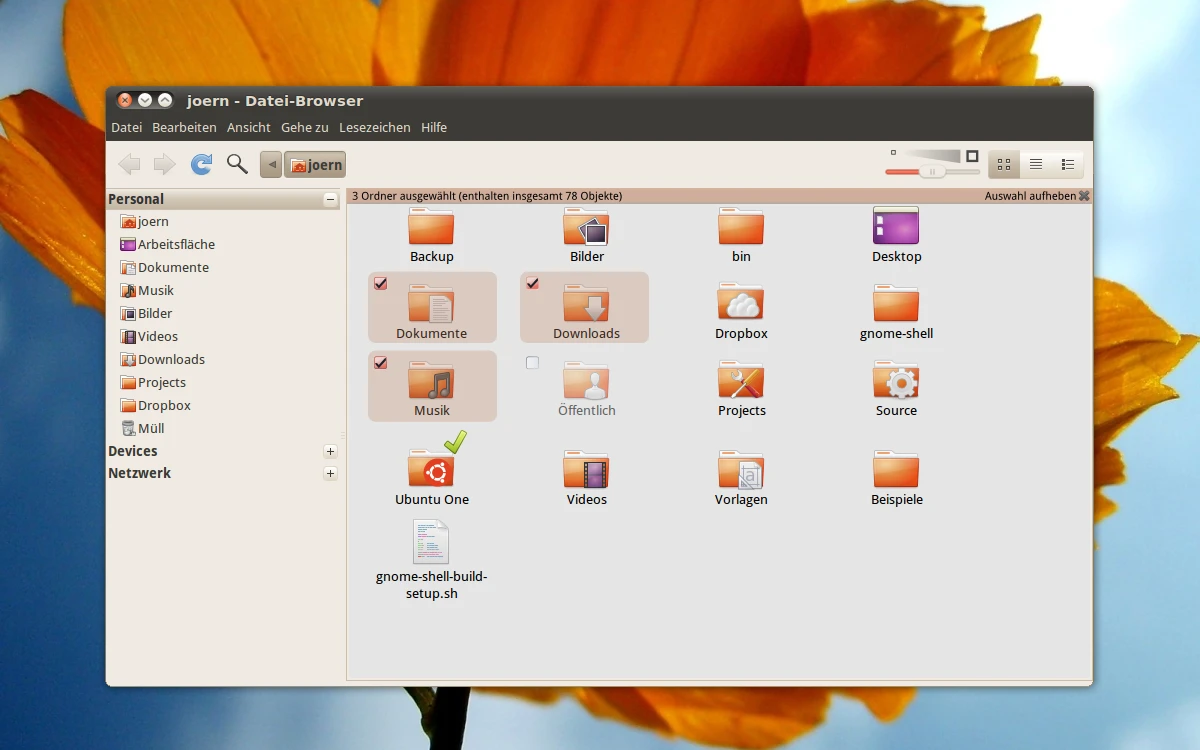 joern - Datei-Browser
Datei Bearbeiten Ansicht Gehe zu Lesezeichen Hilfe
joern
Personal
3 Ordner ausgewählt (enthalten insgesamt 78 Objekte) Auswahl aufheben
joern
Arbeitsfläche
Dokumente
Musik
Bilder
Videos
Downloads
Projects
Dropbox
Müll
Devices
Netzwerk
Backup Bilder bin Desktop
Dokumente Downloads Dropbox gnome-shell
Musik Öffentlich Projects Source
Ubuntu One Videos Vorlagen Beispiele
gnome-shell-build-
setup.sh